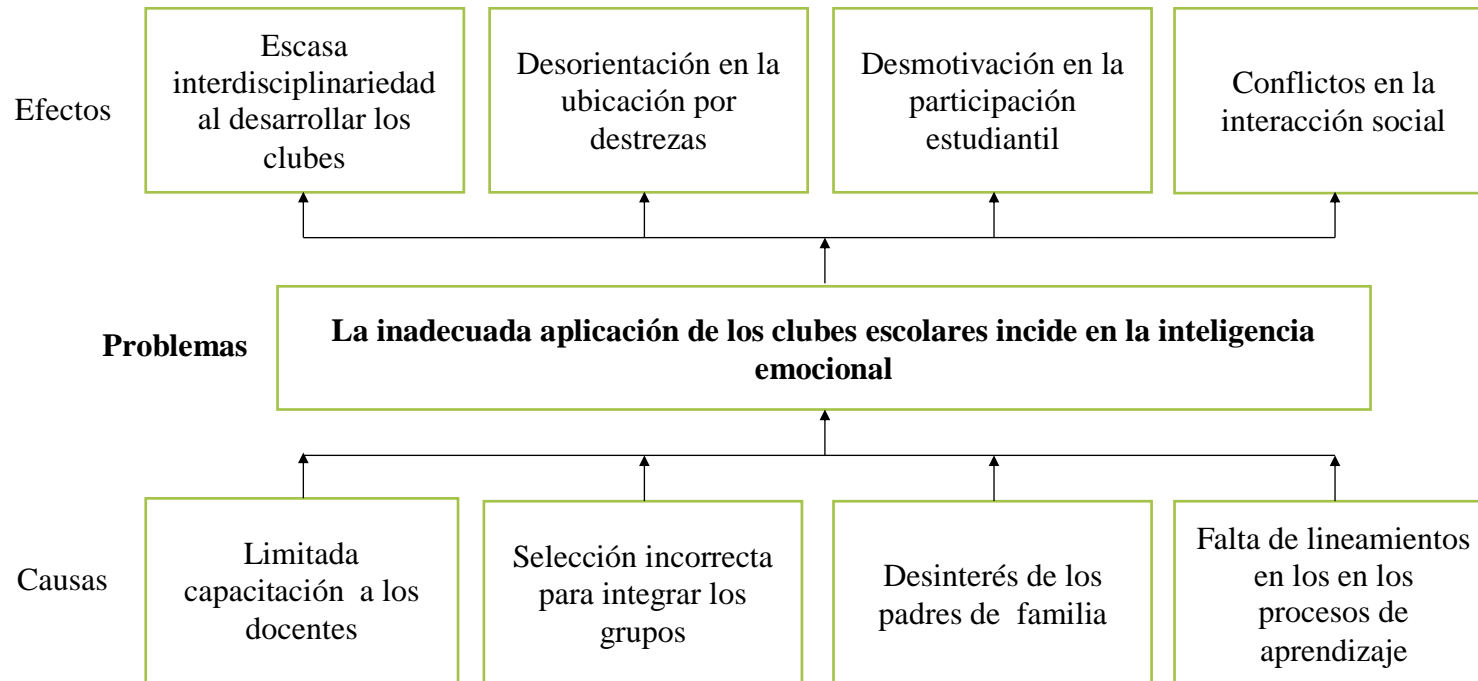 Efectos
Escasa
interdisciplinariedad
al desarrollar los
clubes
Desorientación en la
ubicación por
destrezas
Desmotivación en la
participación
estudiantil
Conflictos en la
interacción social
Problemas
La inadecuada aplicación de los clubes escolares incide en la inteligencia
emocional
Causas
Limitada
capacitación a los
docentes
Selección incorrecta
para integrar los
grupos
Desinterés de los
padres de familia
Falta de lineamientos
en los en los
procesos de
aprendizaje